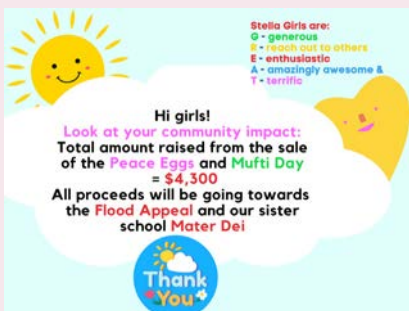 Stella Girls are:
G - generous
R - reach out to others
E - enthusiastic
A - amazingly awesome &
T - terrific
Hi girls!
Look at your community impact:
Total amount raised from the sale
of the Peace Eggs and Mufti Day
= $4,300
All proceeds will be going towards
the Flood Appeal and our sister
school Mater Dei
Thank
You